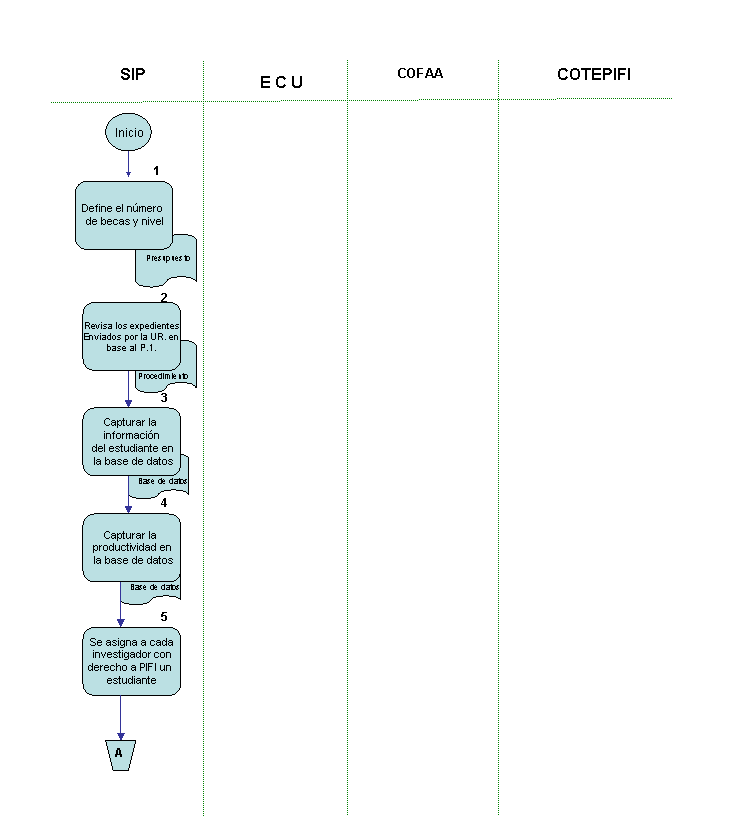 SIP
E C U
COFAA
COTEPIFI
Inicio
1
Define el número
de becas y nivel
Presupuesto
2
Revisa los expedientes
Enviados por la UR. en
base al P.1.
Procedimiento
3
Capturar la
información
del estudiante en
la base de datos
Base de datos
4
Capturar la
productividad en
la base de datos
Base de datos
5
Se asigna a cada
investigador con
derecho a PIFI un
estudiante
A